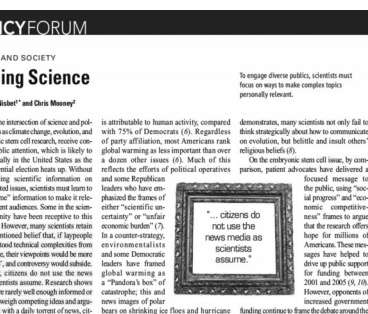 CYFORUM
AND SOCIETY
ing Science
Nisbet¹* and Chris Mooney²
To engage diverse publics, scientists must
focus on ways to make complex topics
personally relevant.
he intersection of science and pol-
as climate change, evolution, and
ic stem cell research, receive con-
blic attention, which is likely to
ally in the United States as the
ential election heats up. Without
ing scientific information on
ted issues, scientists must learn to
me" information to make it rele-
ent audiences. Some in the scien-
nity have been receptive to this
However, many scientists retain
ntioned belief that, if laypeople
stood technical complexities from
e, their viewpoints would be more
', and controversy would subside.
, citizens do not use the news
entists assume. Research shows
re rarely well enough informed or
weigh competing ideas and argu-
d with a daily torrent of news, cit-
is attributable to human activity, compared
with 75% of Democrats (6). Regardless
of party affiliation, most Americans rank
global warming as less important than over
a dozen other issues (6). Much of this
reflects the efforts of political operatives
and some Republican
leaders who have em-
phasized the frames of
either "scientific un-
certainty" or "unfair
economic burden" (7).
In a counter-strategy,
environmentalists
and some Democratic
leaders have framed
global warming as
a "Pandora's box" of
catastrophe; this and
news images of polar
bears on shrinking ice floes and hurricane
"... citizens do
not use the
news media as
scientists
assume."
demonstrates, many scientists not only fail to
think strategically about how to communicate
on evolution, but belittle and insult others'
religious beliefs (8).
On the embryonic stem cell issue, by com-
parison, patient advocates have delivered a
focused message to
the public, using "soc-
ial progress" and "eco-
nomic competitive-
ness" frames to argue
that the research offers
hope for millions of
Americans. These mes-
sages have helped to
drive up public support
for funding between
2001 and 2005 (9, 10).
However, opponents of
increased government
funding continue to frame the debate around the